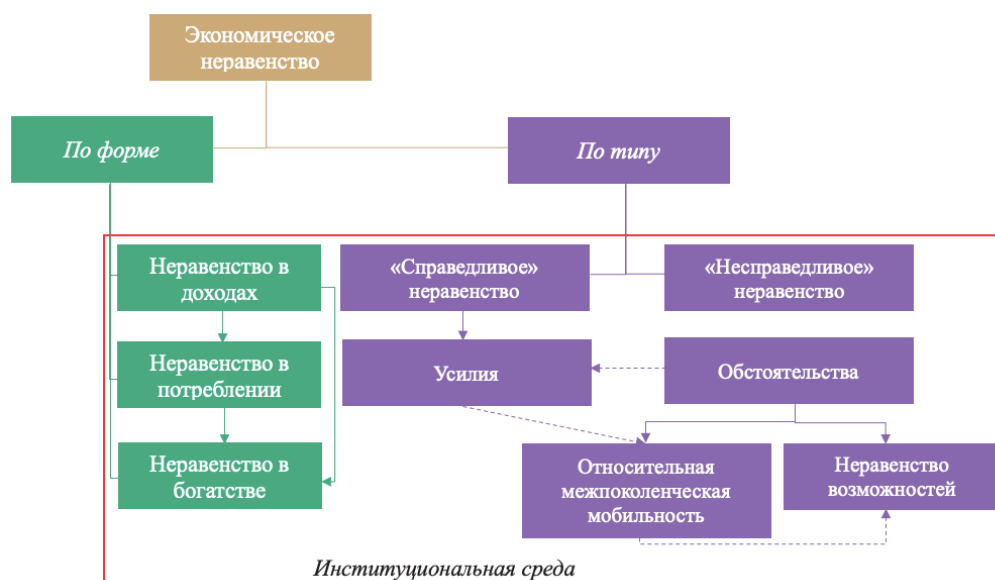 Экономическое
неравенство
По форме
По типу
Неравенство в
доходах
«Справедливое»
неравенство
«Несправедливое»
неравенство
Неравенство в
потреблении
Усилия
Обстоятельства
Неравенство в
богатстве
Относительная
межпоколенческая
мобильность
Неравенство
возможностей
Институциональная среда